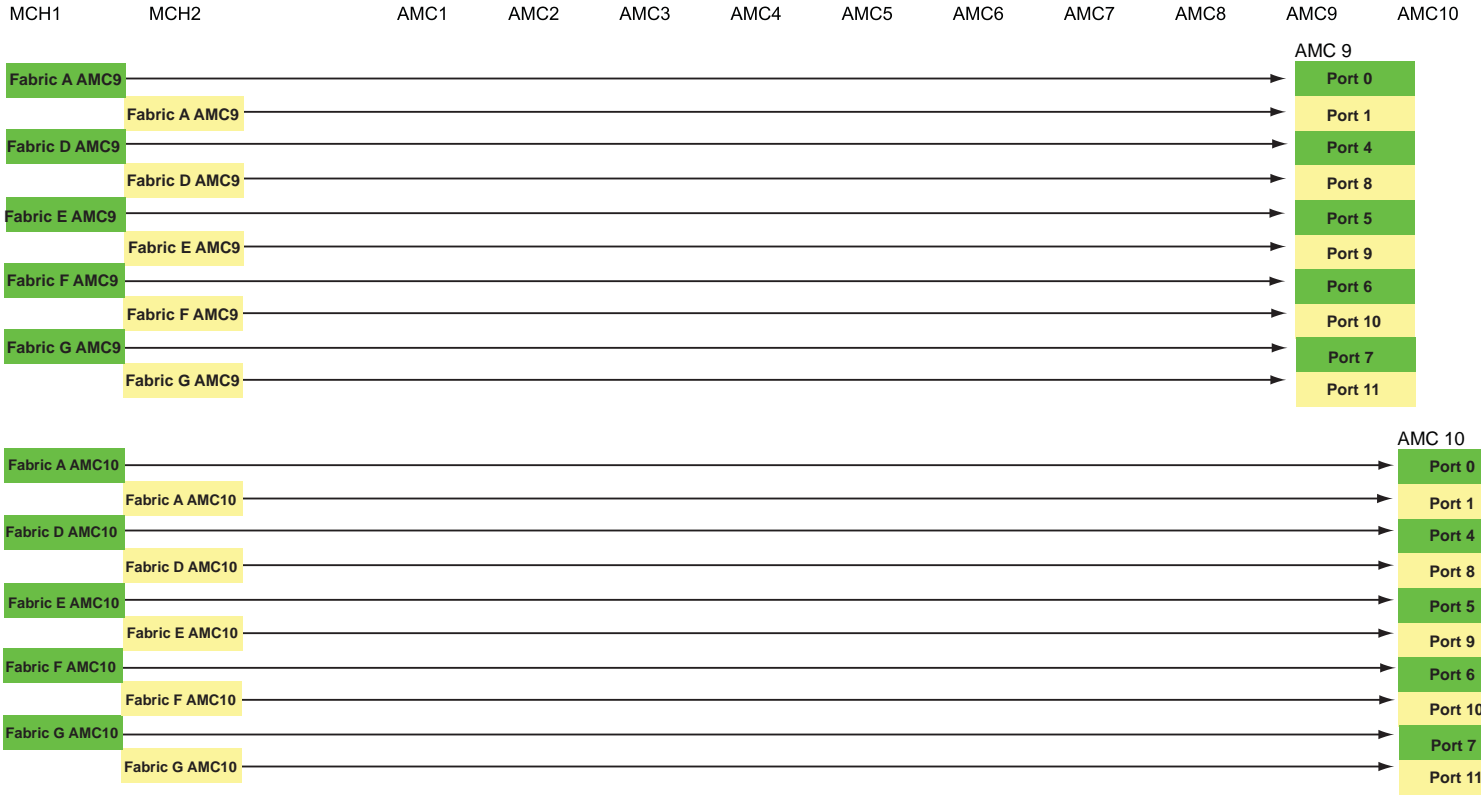 MCH1 MCH2 AMC1 AMC2 AMC3 AMC4 AMC5 AMC6 AMC7 AMC8 AMC9 AMC10
AMC 9
Fabric A AMC9 Port 0
Fabric A AMC9 Port 1
Fabric D AMC9 Port 4
Fabric D AMC9 Port 8
Fabric E AMC9 Port 5
Fabric E AMC9 Port 9
Fabric F AMC9 Port 6
Fabric F AMC9 Port 10
Fabric G AMC9 Port 7
Fabric G AMC9 Port 11
AMC 10
Fabric A AMC10 Port 0
Fabric A AMC10 Port 1
Fabric D AMC10 Port 4
Fabric D AMC10 Port 8
Fabric E AMC10 Port 5
Fabric E AMC10 Port 9
Fabric F AMC10 Port 6
Fabric F AMC10 Port 10
Fabric G AMC10 Port 7
Fabric G AMC10 Port 11